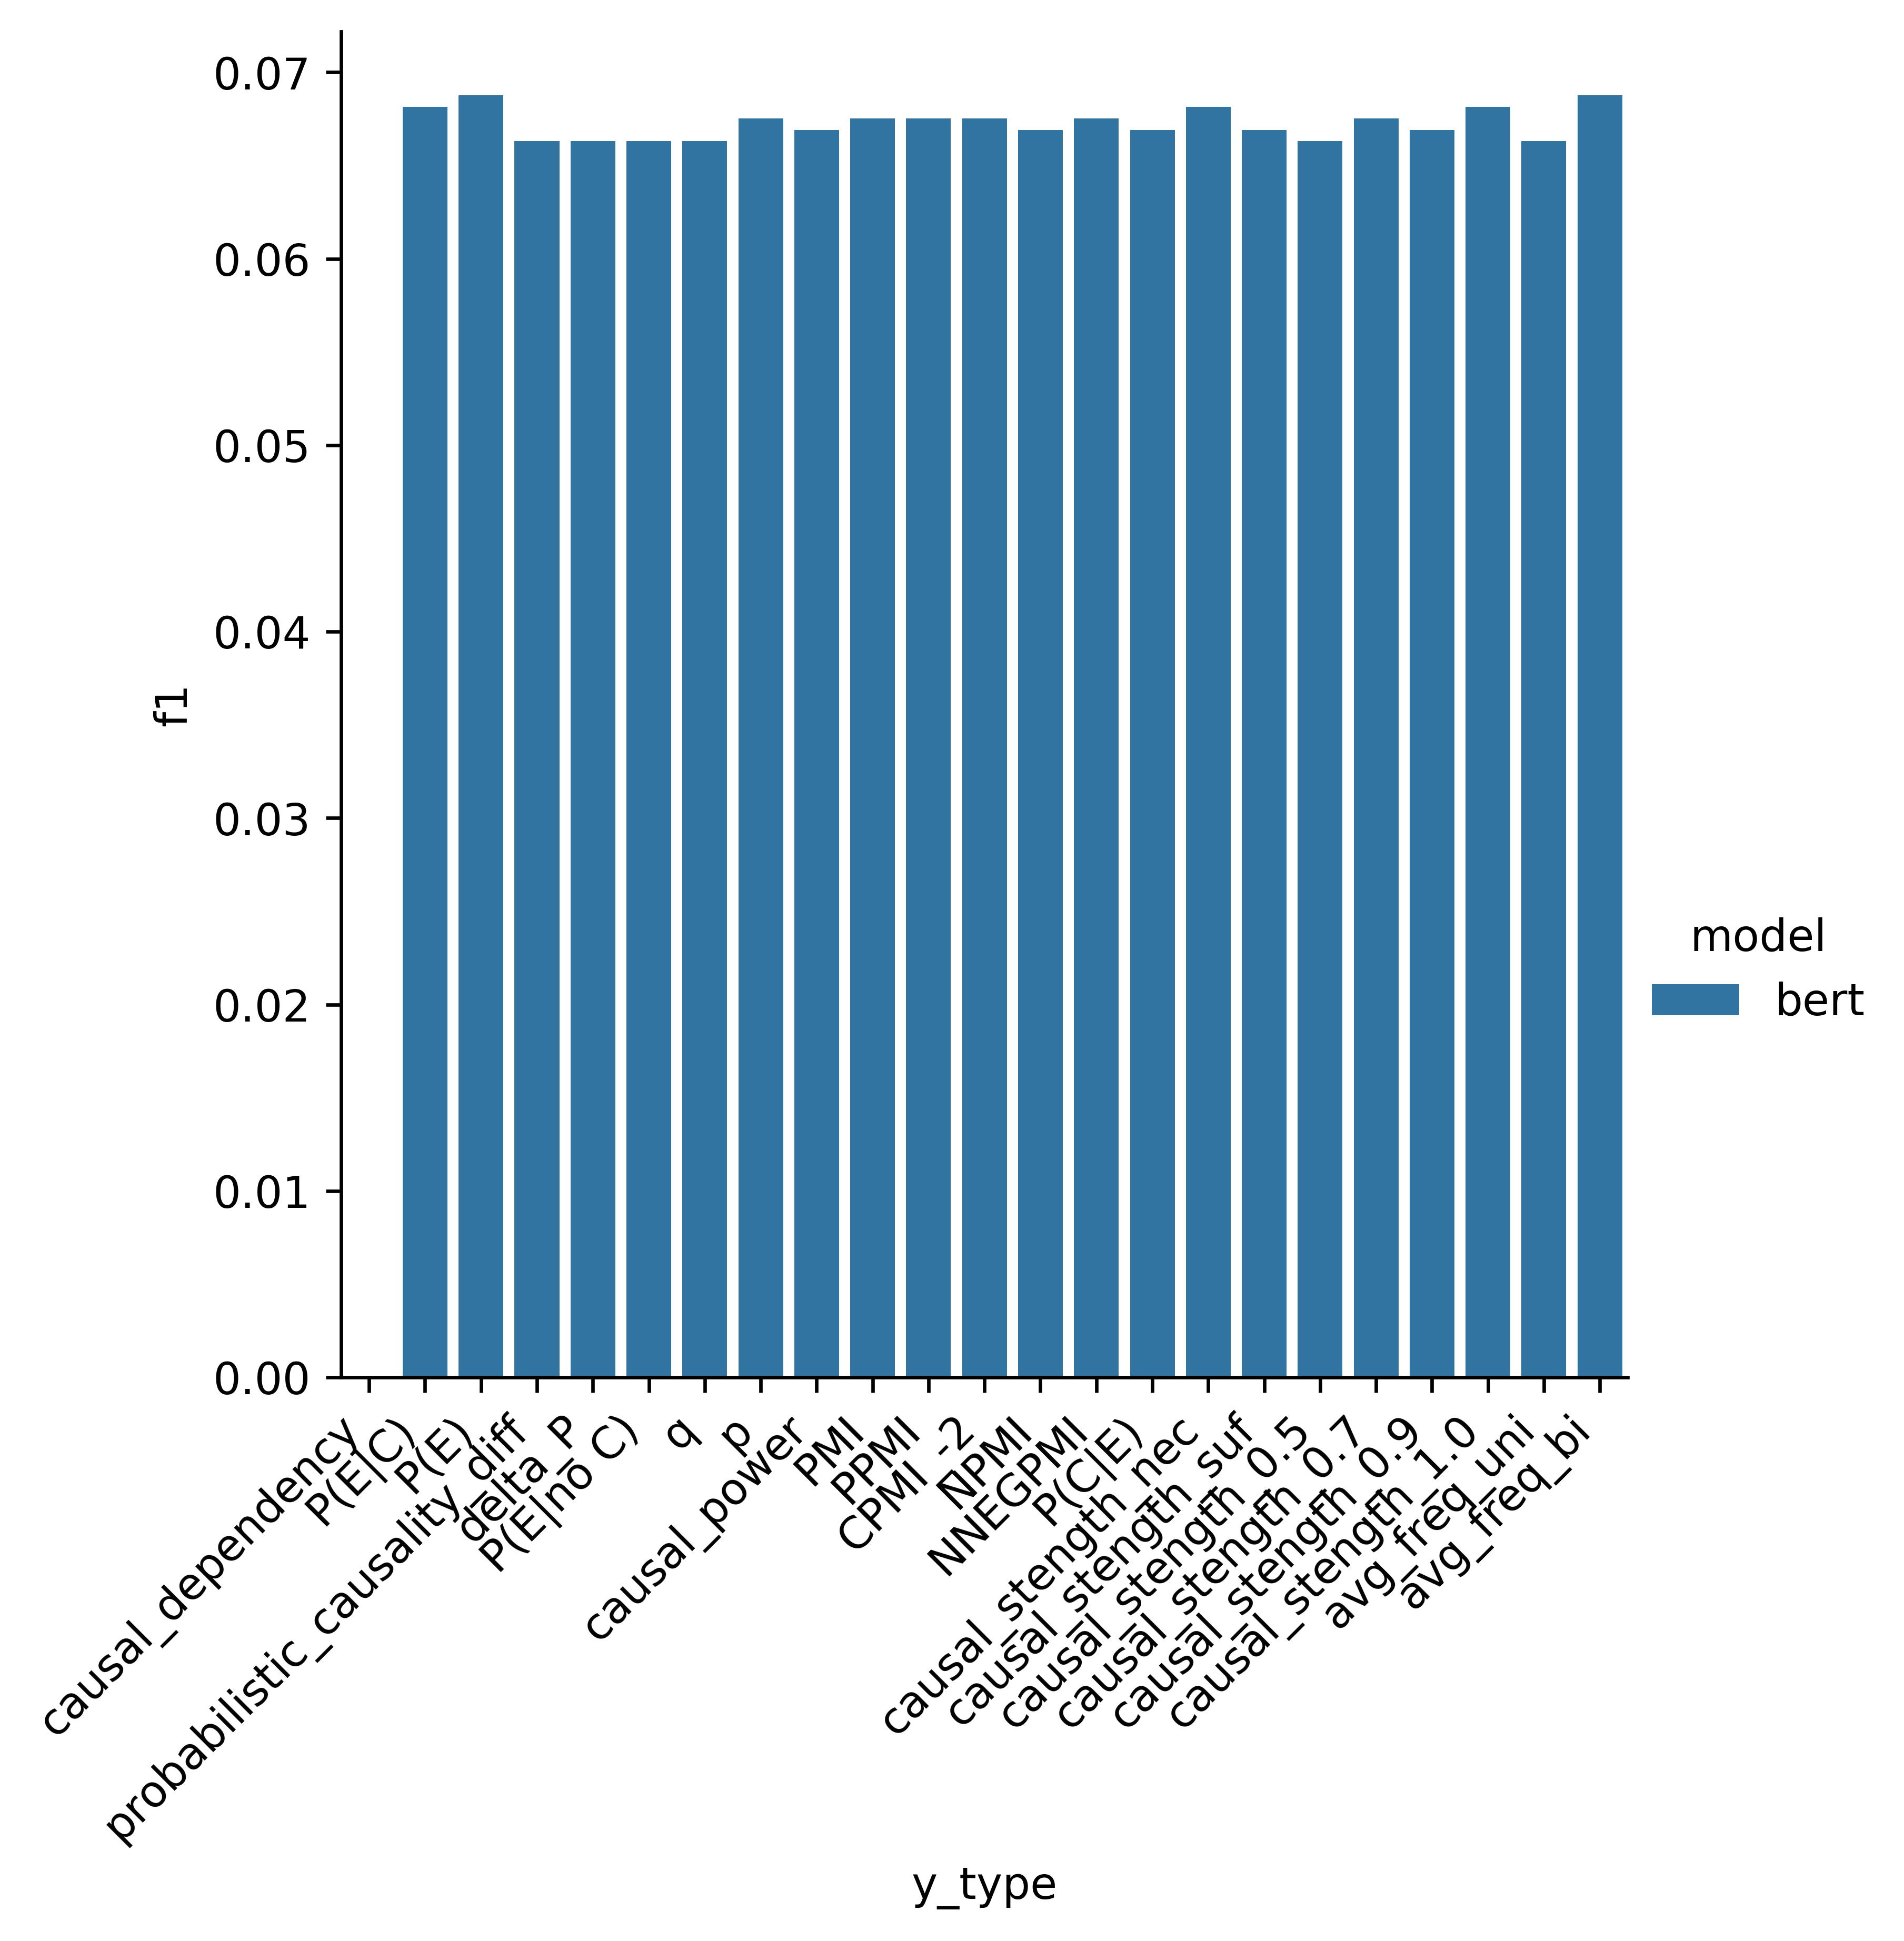 0.07
0.06
0.05
0.04
0.03
0.02
0.01
0.00
f1
causal_dependency
P(E|C)
P(E)
probabilistic_causality_diff
delta_P
P(E|no C)
q
p
causal_power
PMI
PPMI
CPMI_-2
NPMI
NNEGPMI
P(C|E)
causal_stength_nec
causal_stength_suf
causal_stength_0.5
causal_stength_0.7
causal_stength_0.9
causal_stength_1.0
avg_freq_uni
avg_freq_bi
y_type
model
bert